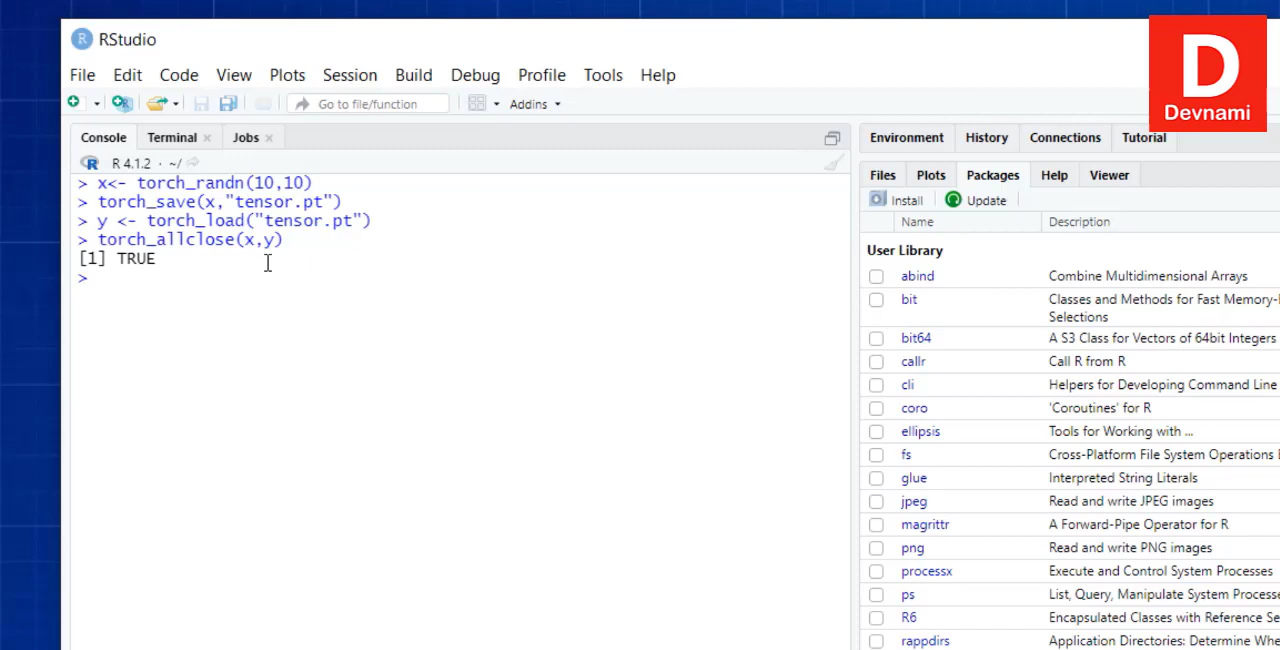 RStudio
File Edit Code View Plots Session Build Debug Profile Tools Help
Go to file/function Addins
D
Devnami
Console Terminal Jobs
R 4.1.2 · ~/
> x<- torch_randn(10,10)
> torch_save(x,"tensor.pt")
> y <- torch_load("tensor.pt")
> torch_allclose(x,y)
[1] TRUE
>
Environment History Connections Tutorial
Files Plots Packages Help Viewer
Install Update
Name Description
User Library
abind Combine Multidimensional Arrays
bit Classes and Methods for Fast Memory-
Selections
bit64 A S3 Class for Vectors of 64bit Integers
callr Call R from R
cli Helpers for Developing Command Line
coro 'Coroutines' for R
ellipsis Tools for Working with ...
fs Cross-Platform File System Operations
glue Interpreted String Literals
jpeg Read and write JPEG images
magrittr A Forward-Pipe Operator for R
png Read and write PNG images
processx Execute and Control System Processes
ps List, Query, Manipulate System
R6 Encapsulated Classes with Reference
rappdirs Application Directories: Determine